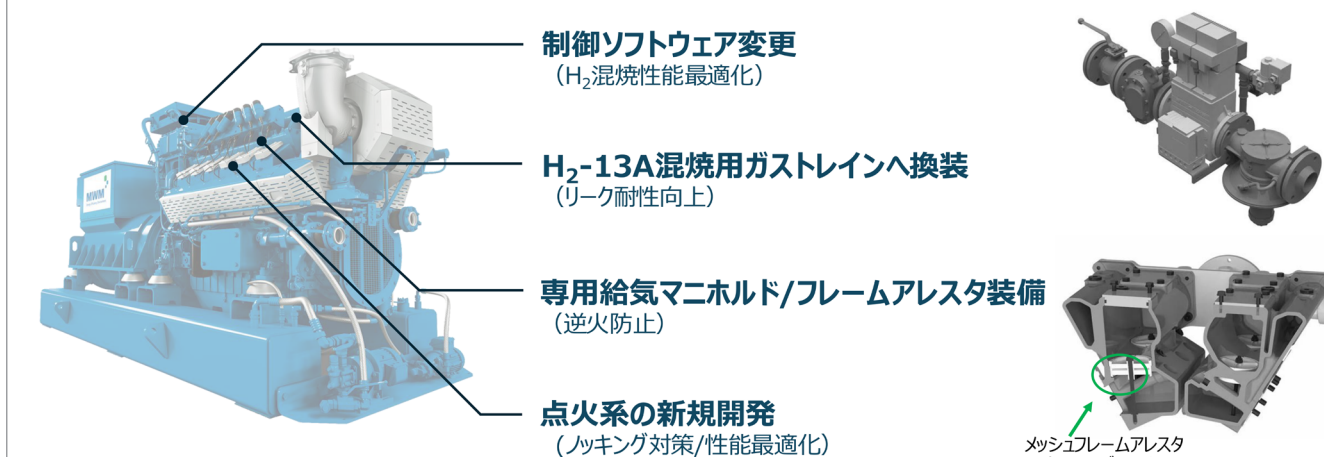 制御ソフトウェア変更
（H₂混焼性能最適化）
H₂-13A混焼用ガストレインへ換装
（リーク耐性向上）
専用給気マニホルド/フレームアレスタ装備
（逆火防止）
点火系の新規開発
（ノッキング対策/性能最適化）
MWM
メッシュフレームアレスタ